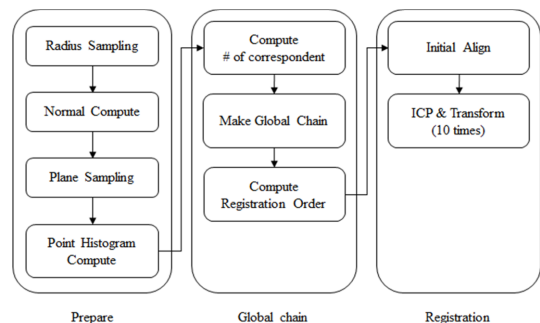 Radius Sampling
Normal Compute
Plane Sampling
Point Histogram
Compute
Prepare
Compute
# of correspondent
Make Global Chain
Compute
Registration Order
Global chain
Initial Align
ICP & Transform
(10 times)
Registration